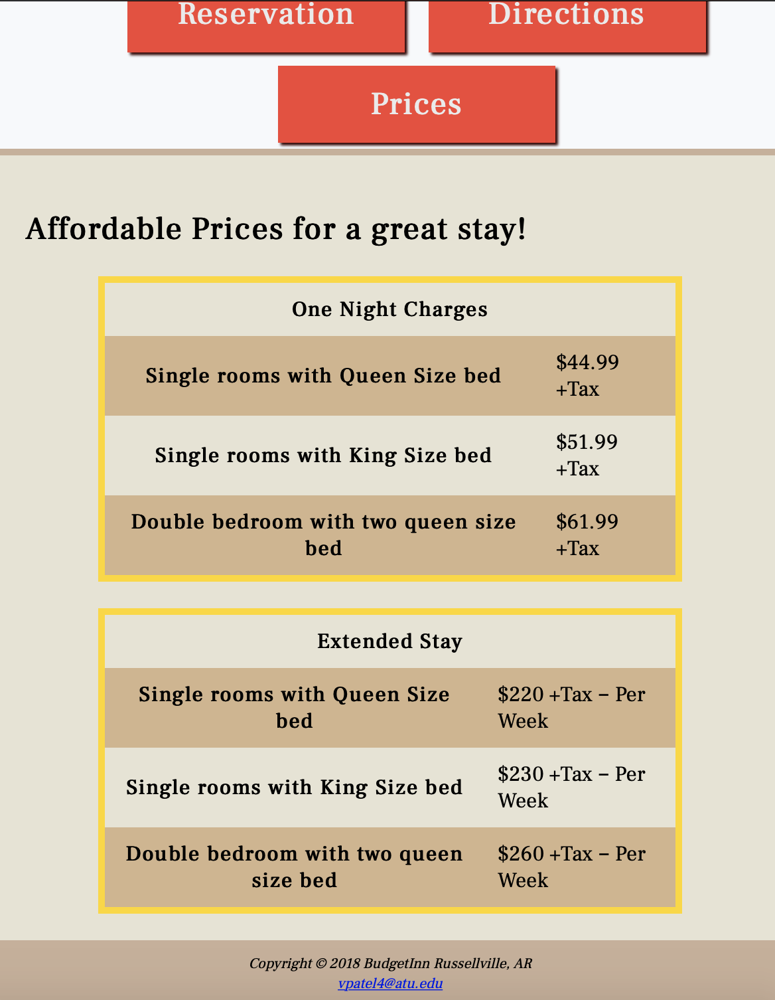 Reservation
Directions
Prices
Affordable Prices for a great stay!
One Night Charges
Single rooms with Queen Size bed
$44.99
+Tax
Single rooms with King Size bed
$51.99
+Tax
Double bedroom with two queen size
bed
$61.99
+Tax
Extended Stay
Single rooms with Queen Size
bed
$220 +Tax – Per
Week
Single rooms with King Size bed
$230 +Tax – Per
Week
Double bedroom with two queen
size bed
$260 +Tax – Per
Week
Copyright © 2018 BudgetInn Russellville, AR
vpatel4@atu.edu